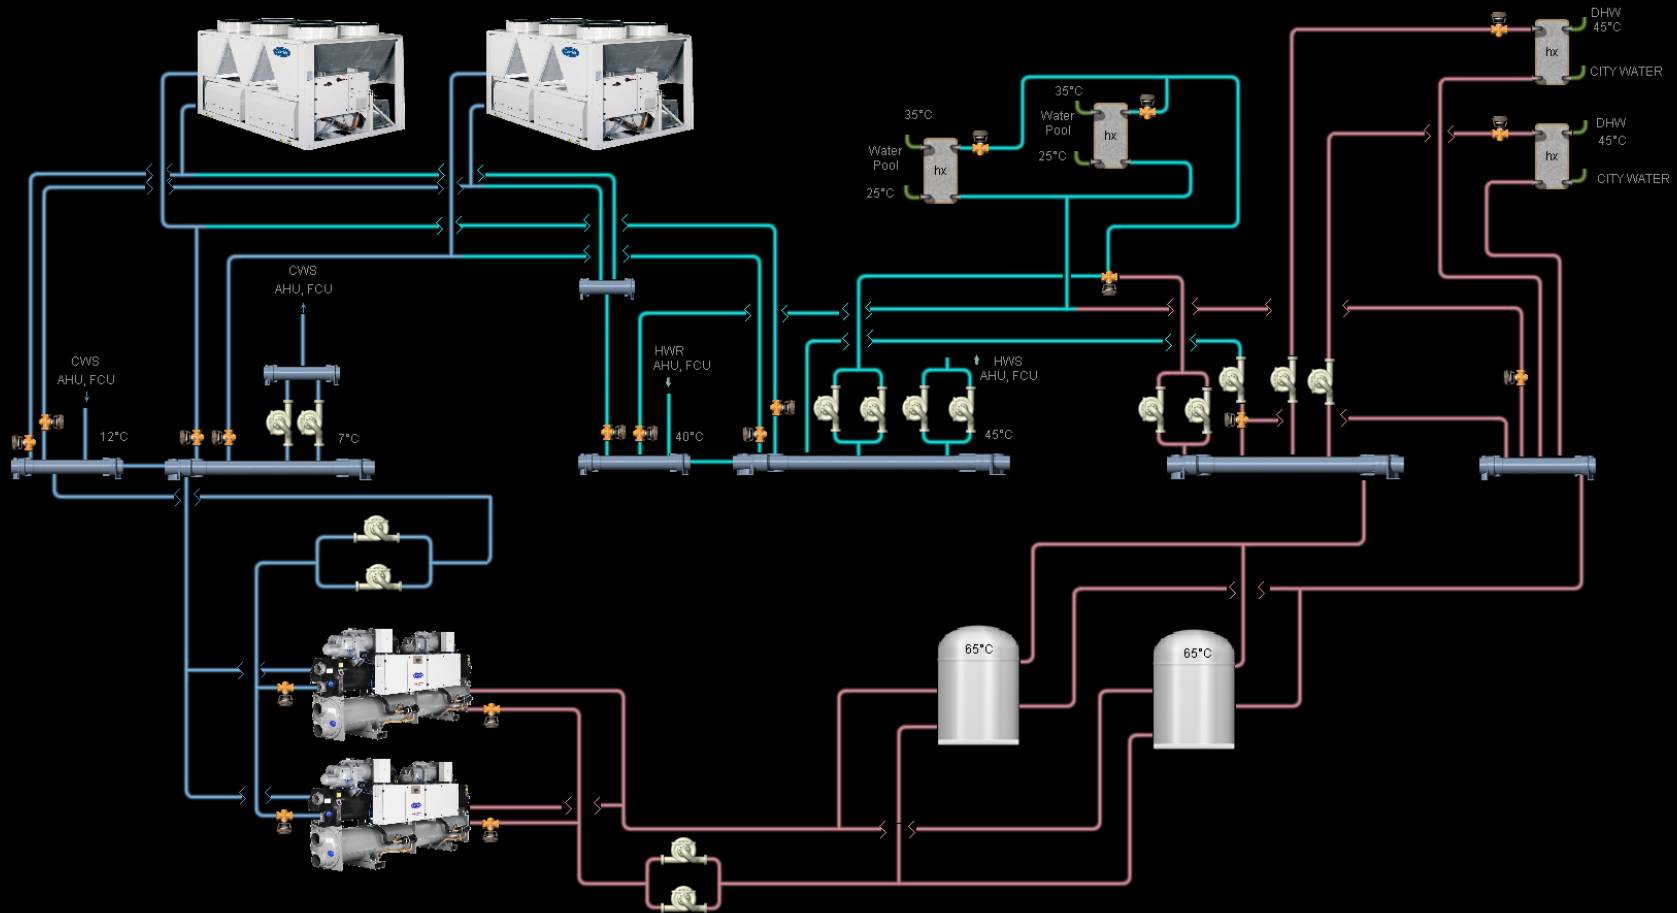 DHW
45°C
hx
CITY WATER
35°C
Water
Pool
hx
25°C
35°C
Water
Pool
hx
25°C
DHW
45°C
hx
CITY WATER
CWS
AHU, FCU
CWS
AHU, FCU
12°C
7°C
HWR
AHU, FCU
40°C
HWS
AHU, FCU
45°C
65°C
65°C